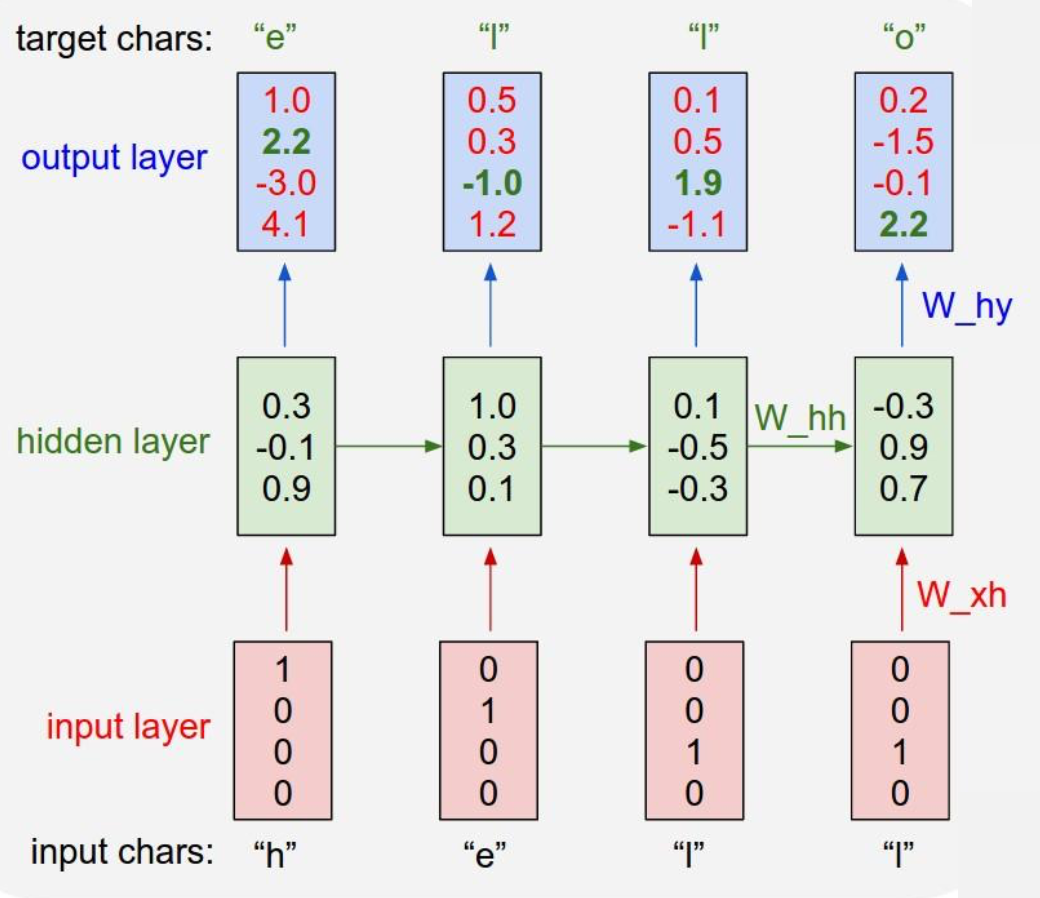 target chars: “e” “l” “l” “o”
1.0 0.5 0.1 0.2
2.2 0.3 0.5 -1.5
output layer
-3.0 -1.0 1.9 -0.1
4.1 1.2 -1.1 2.2
W_hy
0.3 1.0 0.1 -0.3
W_hh
hidden layer
-0.1 0.3 -0.5 0.9
0.9 0.1 -0.3 0.7
W_xh
1 0 0 0
0 1 0 0
input layer
0 0 1 1
0 0 0 0
input chars: “h” “e” “l” “l”